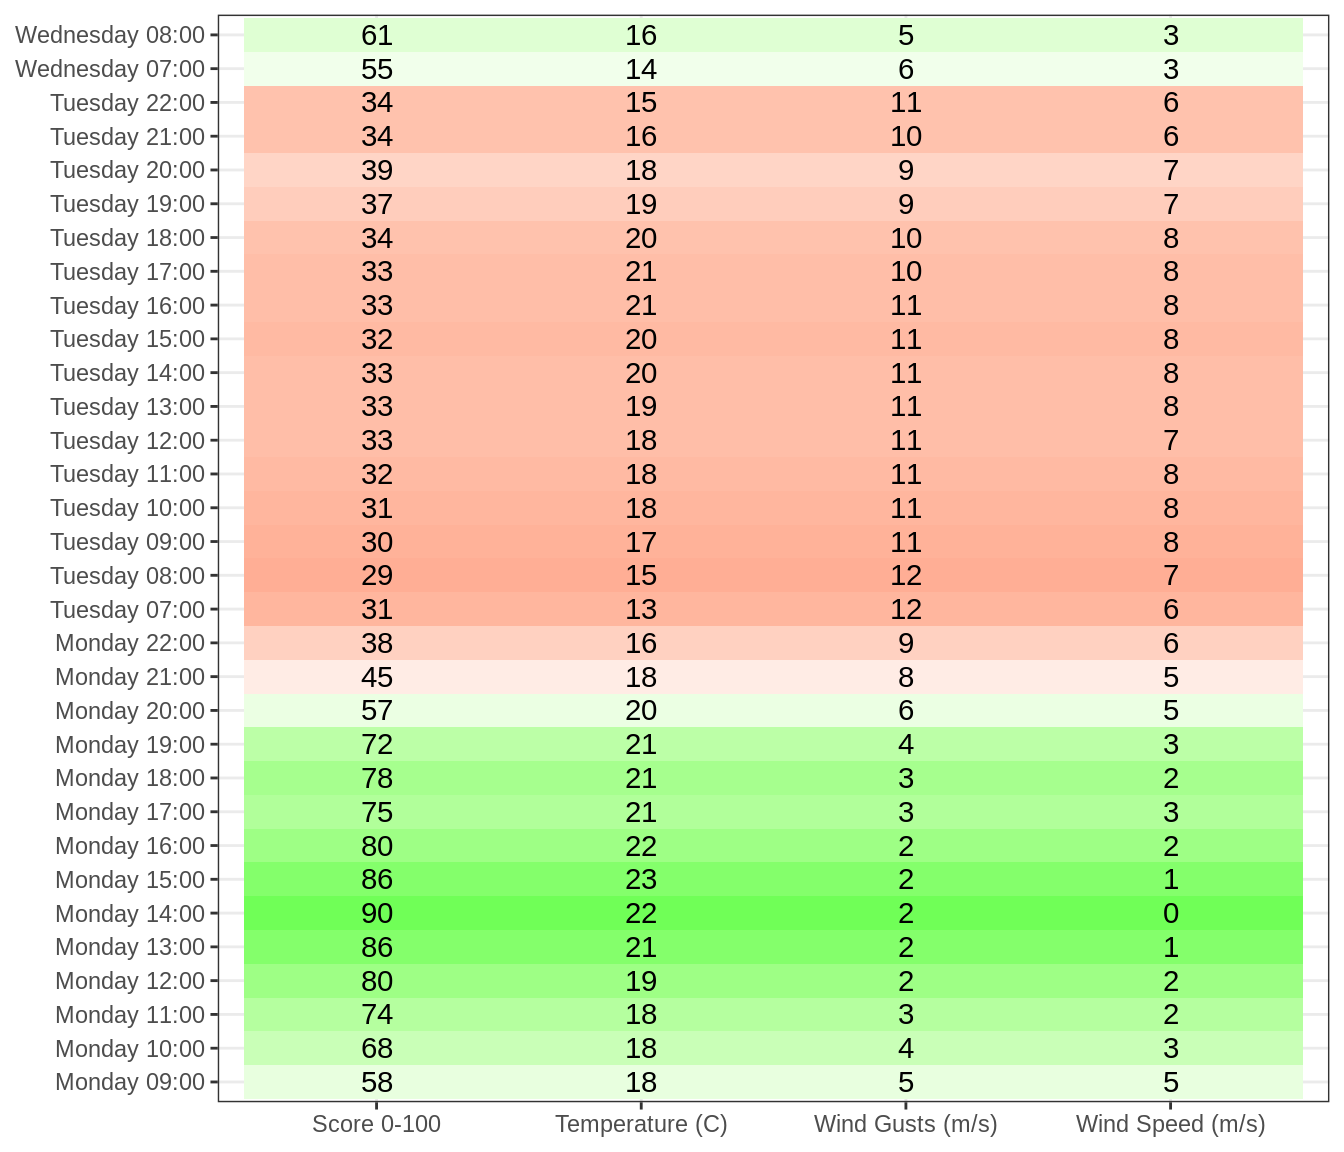 Wednesday 08:00 61 16 5 3
Wednesday 07:00 55 14 6 3
Tuesday 22:00 34 15 11 6
Tuesday 21:00 34 16 10 6
Tuesday 20:00 39 18 9 7
Tuesday 19:00 37 19 9 7
Tuesday 18:00 34 20 10 8
Tuesday 17:00 33 21 10 8
Tuesday 16:00 33 21 11 8
Tuesday 15:00 32 20 11 8
Tuesday 14:00 33 20 11 8
Tuesday 13:00 33 19 11 8
Tuesday 12:00 33 18 11 7
Tuesday 11:00 32 18 11 8
Tuesday 10:00 31 18 11 8
Tuesday 09:00 30 17 11 8
Tuesday 08:00 29 15 12 7
Tuesday 07:00 31 13 12 6
Monday 22:00 38 16 9 6
Monday 21:00 45 18 8 5
Monday 20:00 57 20 6 5
Monday 19:00 72 21 4 3
Monday 18:00 78 21 3 2
Monday 17:00 75 21 3 3
Monday 16:00 80 22 2 2
Monday 15:00 86 23 2 1
Monday 14:00 90 22 2 0
Monday 13:00 86 21 2 1
Monday 12:00 80 19 2 2
Monday 11:00 74 18 3 2
Monday 10:00 68 18 4 3
Monday 09:00 58 18 5 5
Score 0-100 Temperature (C) Wind Gusts (m/s) Wind Speed (m/s)